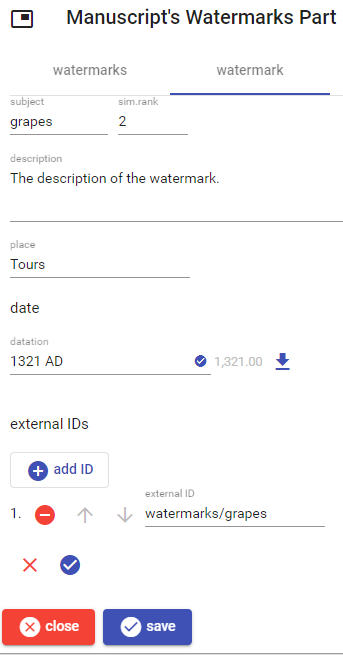 Manuscript's Watermarks Part
watermarks watermark
subject sim.rank
grapes 2
description
The description of the watermark.
place
Tours
date
datation
1321 AD 1,321.00
external IDs
add ID
external ID
1. watermarks/grapes
close save